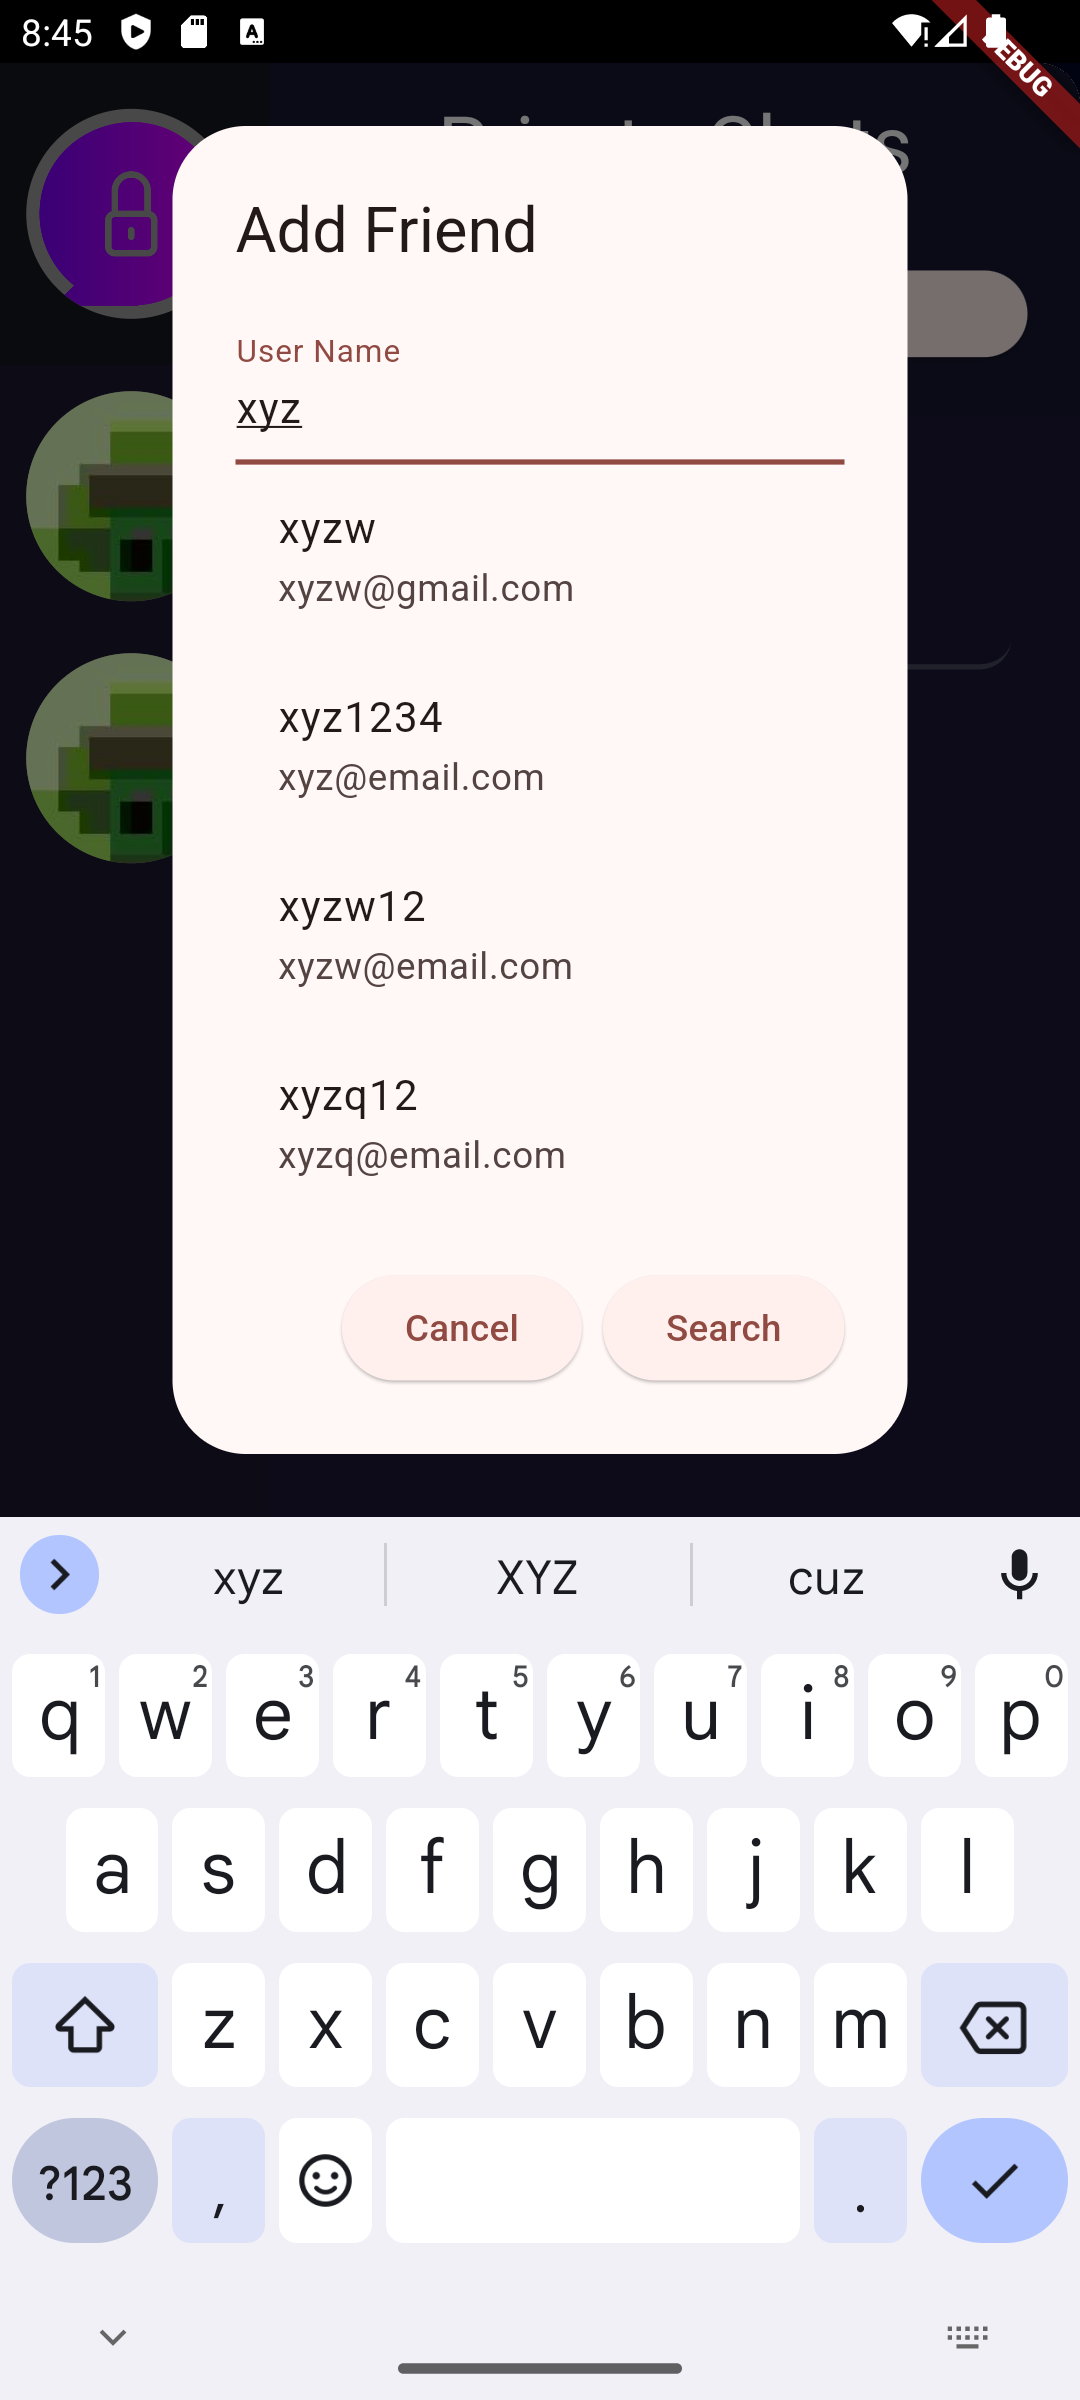 8:45
EBUG
Private Chats
Add Friend
User Name
xyz
xyzw
xyzw@gmail.com
xyz1234
xyz@email.com
xyzw12
xyzw@email.com
xyzq12
xyzq@email.com
Cancel Search
xyz XYZ cuz
1 2 3 4 5 6 7 8 9 0
q w e r t y u i o p
a s d f g h j k l
z x c v b n m
?123 , .